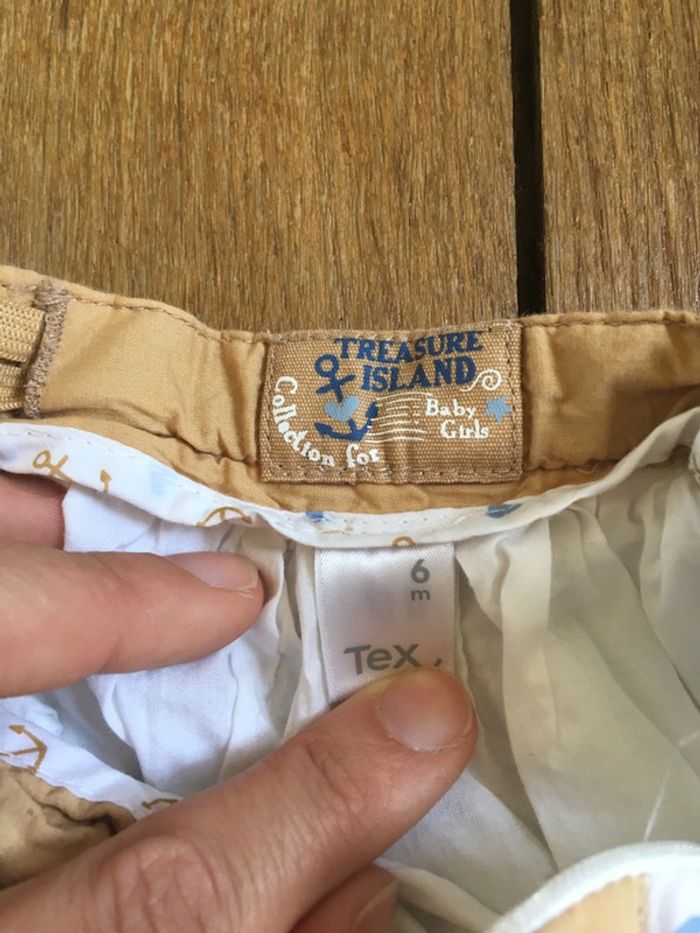 TREASURE
ISLAND
Collection for
Baby
Girls
6
m
Tex